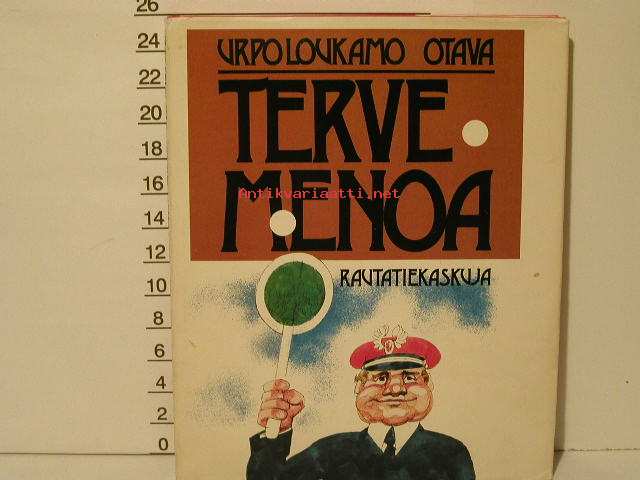 URPO LOUKAMO OTAVA
TERVE
MENOA
Antikvariaatti.net
RAUTATIEKASKUJA
26
24
22
20
18
16
14
12
10
8
6
4
2
0